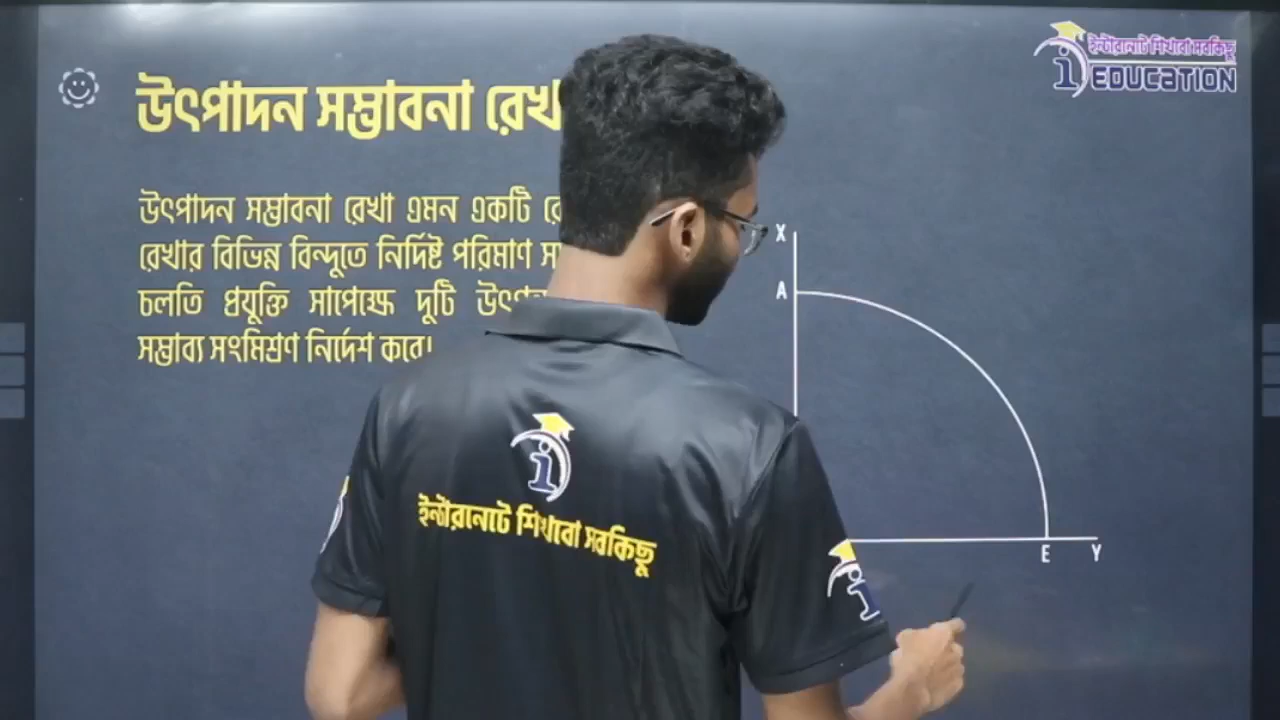 উৎপাদন সম্ভাবনা রেখ
উৎপাদন সম্ভাবনা রেখা এমন একটি
রেখার বিভিন্ন বিন্দুতে নির্দিষ্ট পরিমাণ
চলতি প্রযুক্তি সাপেক্ষে দুটি
সম্ভাব্য সংমিশ্রণ নির্দেশ করে।
ইন্টারনেটে শিখবো সবকিছু
i EDUCATION
X
A
E
Y
i
ইন্টারনেটে শিখবো সবকিছু
i